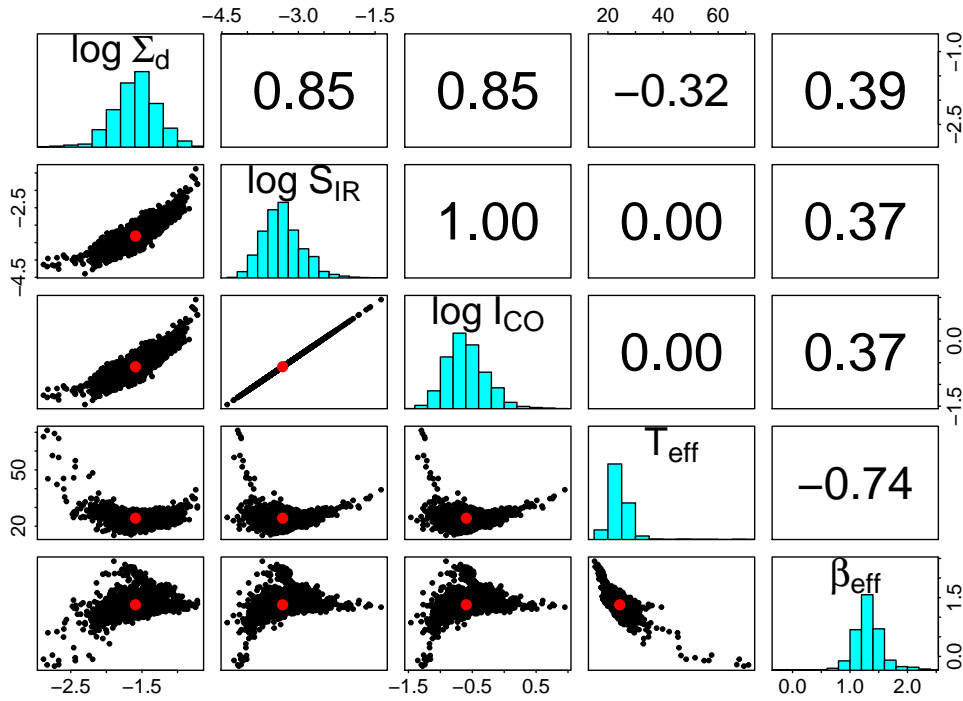 −4.5 −3.0 −1.5 20 40 60
log Σd 0.85 0.85 −0.32 0.39 −2.5 −1.0
−4.5 −2.5 log SIR 1.00 0.00 0.37
log ICO 0.00 0.37 −1.5 0.0
20 50 Teff −0.74
βeff 0.0 1.5
−2.5 −1.5 −1.5 −0.5 0.5 0.0 1.0 2.0